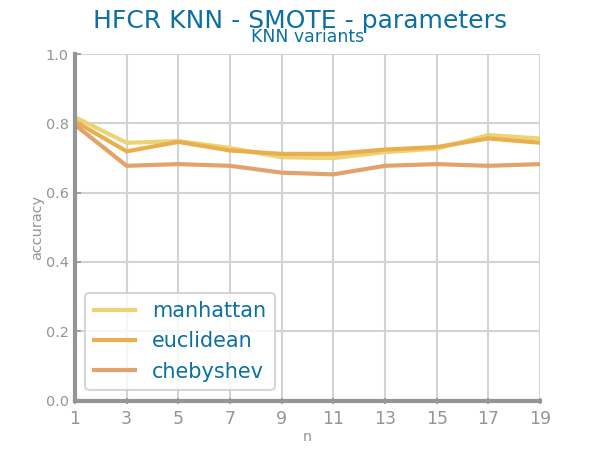 HFCR KNN - SMOTE - parameters
KNN variants
1.0
0.8
0.6
0.4
0.2
0.0
accuracy
manhattan
euclidean
chebyshev
1 3 5 7 9 11 13 15 17 19
n